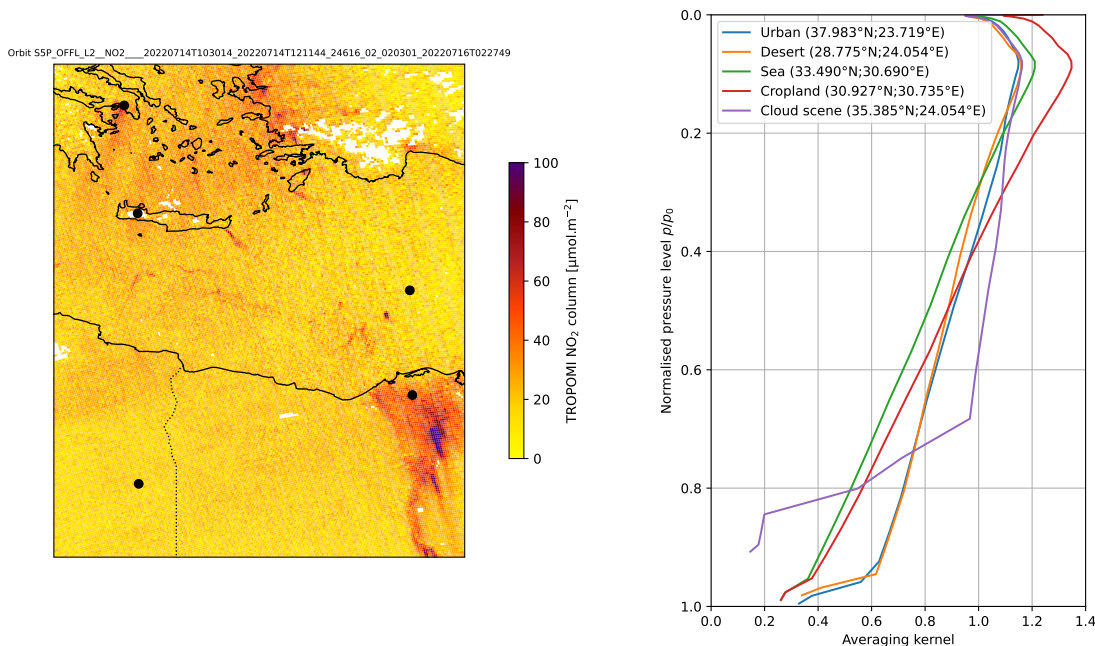 Orbit S5P_OFFL_L2__NO2____20220714T103014_20220714T121144_24616_02_020301_20220716T022749
100
80
60
40
20
0
TROPOMI NO₂ column [μmol.m⁻²]
Urban (37.983°N;23.719°E)
Desert (28.775°N;24.054°E)
Sea (33.490°N;30.690°E)
Cropland (30.927°N;30.735°E)
Cloud scene (35.385°N;24.054°E)
0.0
0.2
0.4
0.6
0.8
1.0
Normalised pressure level p/p₀
0.0 0.2 0.4 0.6 0.8 1.0 1.2 1.4
Averaging kernel